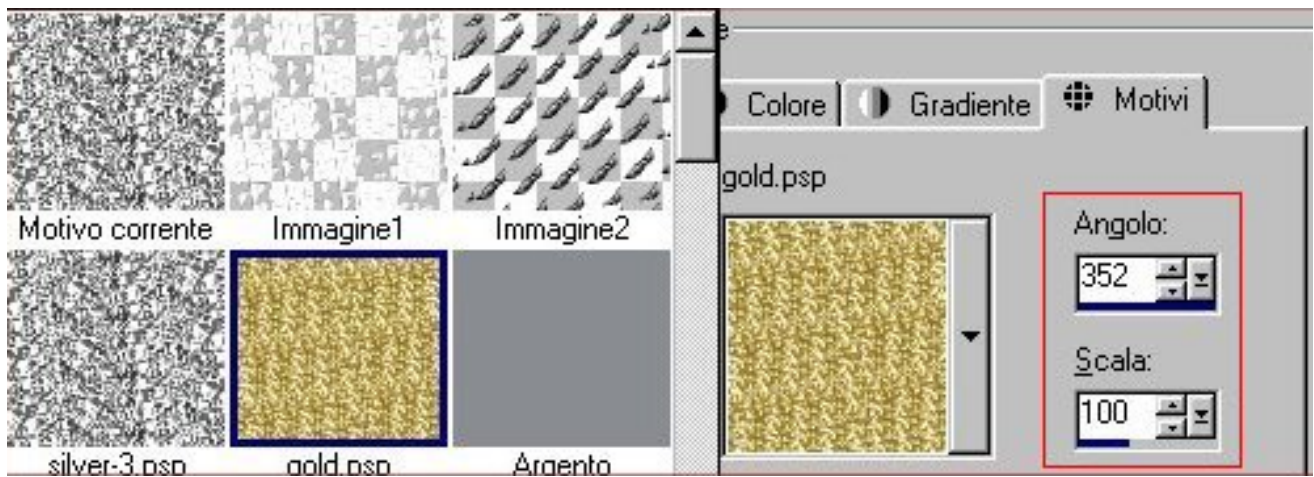 Motivo corrente
Immagine1
Immagine2
silver-3.psp
gold.psp
Argento
e
Colore
Gradiente
Motivi
gold.psp
Angolo:
352
Scala:
100